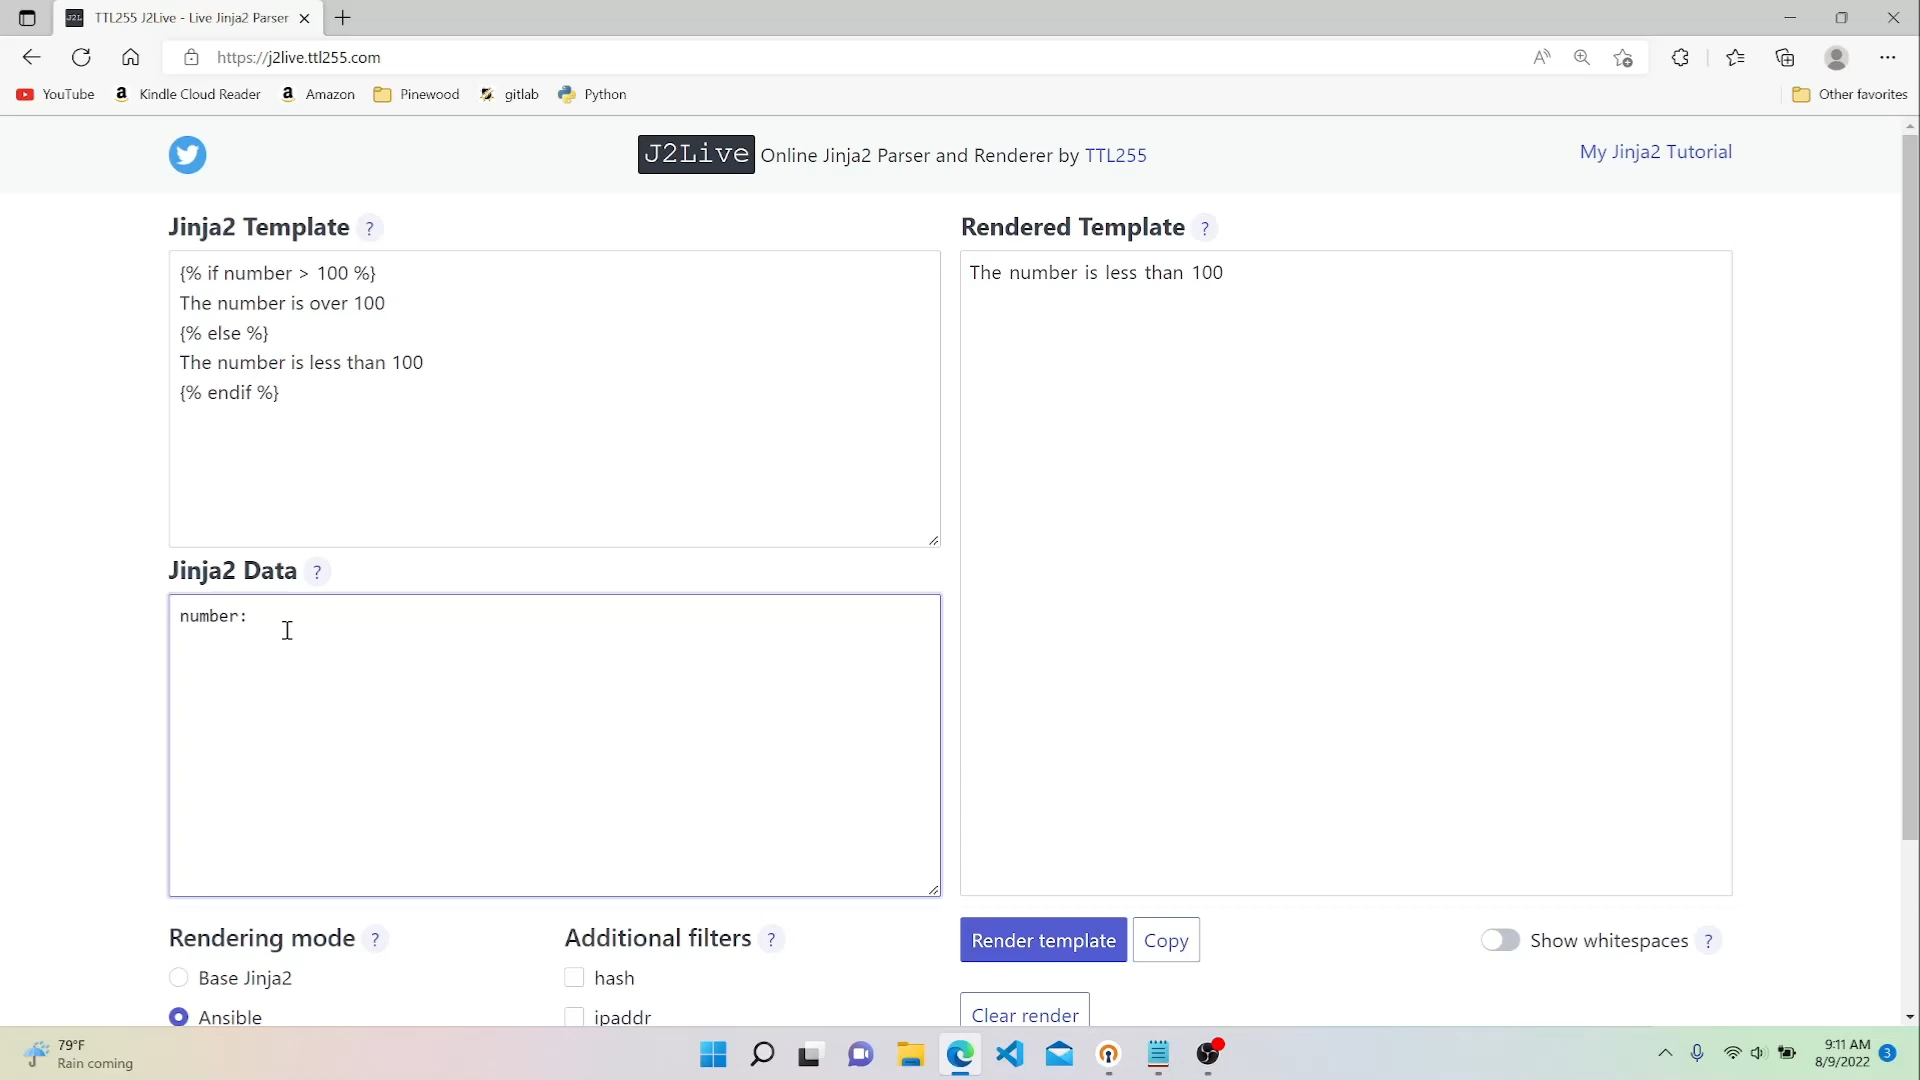 J2L TTL255 J2Live - Live Jinja2 Parser
https://j2live.ttl255.com
YouTube Kindle Cloud Reader Amazon Pinewood gitlab Python Other favorites
J2Live Online Jinja2 Parser and Renderer by TTL255 My Jinja2 Tutorial
Jinja2 Template ?
{% if number > 100 %}
The number is over 100
{% else %}
The number is less than 100
{% endif %}
Rendered Template ?
The number is less than 100
Jinja2 Data ?
number:
Rendering mode ?
Base Jinja2
Ansible
Additional filters ?
hash
ipaddr
Render template Copy Show whitespaces ?
Clear render
79°F
Rain coming
9:11 AM
8/9/2022 3